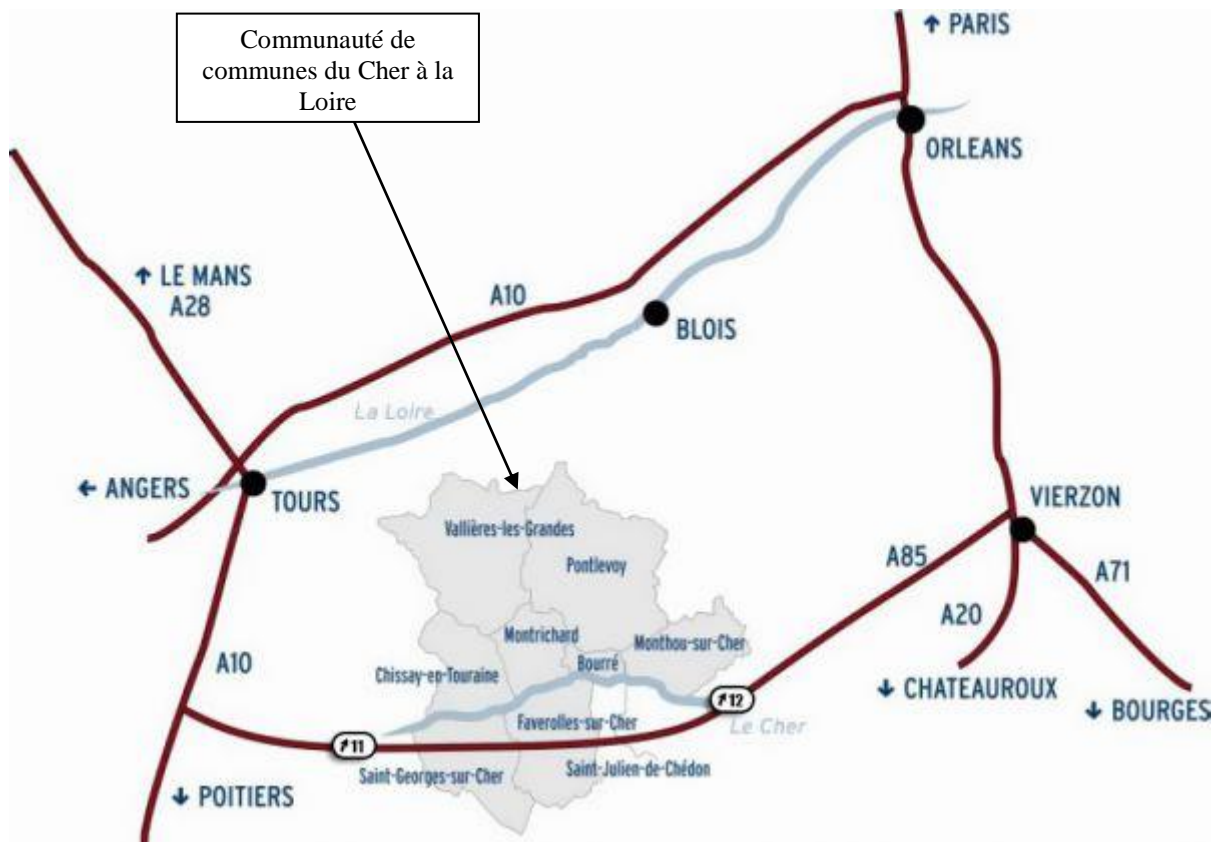 Communauté de
communes du Cher à la
Loire
↑ PARIS
ORLEANS
↑ LE MANS
A28
A10
BLOIS
La Loire
← ANGERS
TOURS
VIERZON
Vallières-les-Grandes
Pontlevoy
A85
A71
A20
Montrichard
Monthou-sur-Cher
Bourré
A10
Chissay-en-Touraine
↓ CHATEAUROUX
12
↓ BOURGES
Faverolles-sur-Cher
Le Cher
11
Saint-Georges-sur-Cher
Saint-Julien-de-Chédon
↓ POITIERS